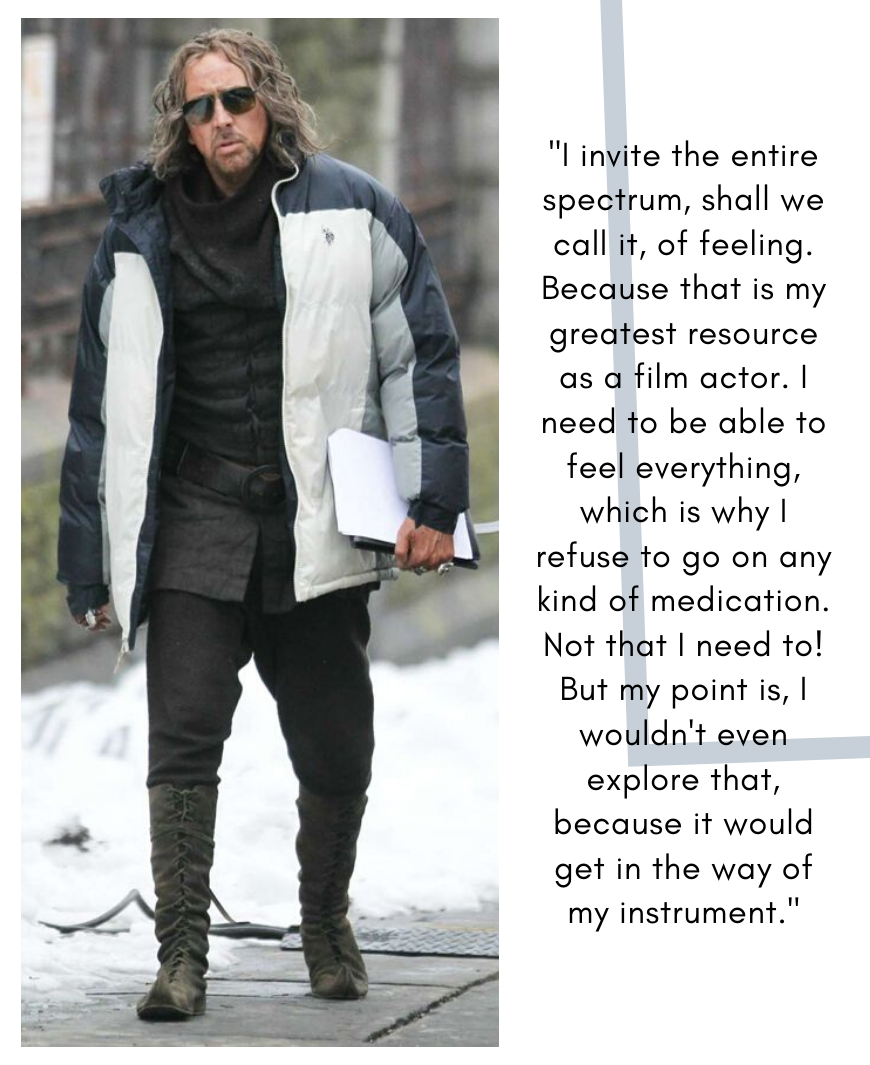 "I invite the entire
spectrum, shall we
call it, of feeling.
Because that is my
greatest resource
as a film actor. I
need to be able to
feel everything,
which is why I
refuse to go on any
kind of medication.
Not that I need to!
But my point is, I
wouldn't even
explore that,
because it would
get in the way of
my instrument."